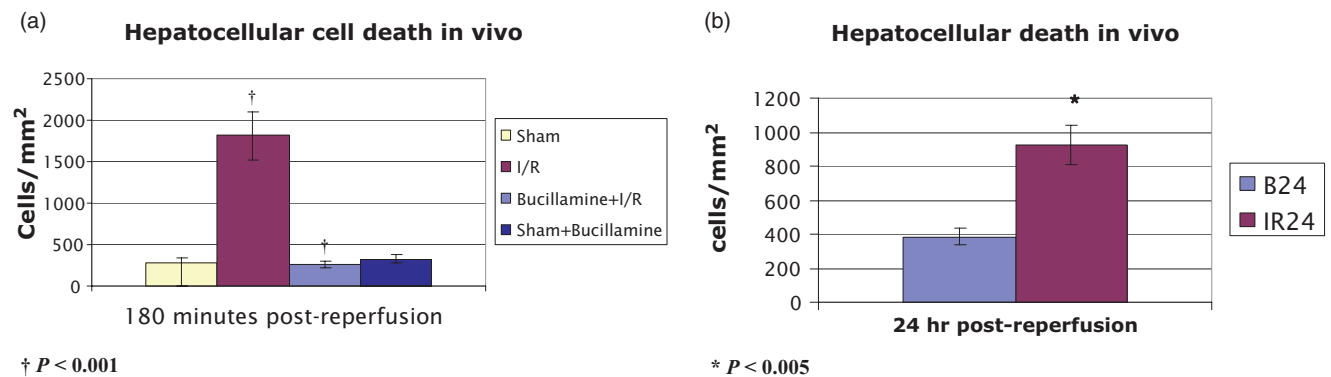 (a)
Hepatocellular cell death in vivo
Cells/mm²
2500
2000
1500
1000
500
0
†
†
180 minutes post-reperfusion
Sham
I/R
Bucillamine+I/R
Sham+Bucillamine
† P < 0.001
(b)
Hepatocellular death in vivo
cells/mm²
1200
1000
800
600
400
200
0
*
24 hr post-reperfusion
B24
IR24
* P < 0.005